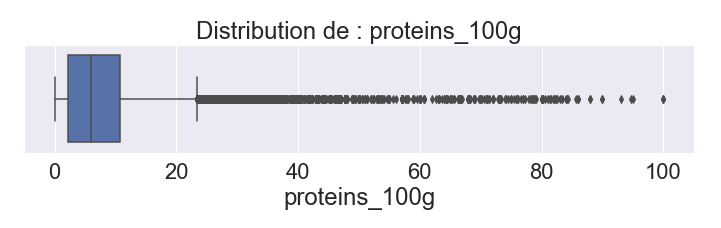 Distribution de : proteins_100g
0 20 40 60 80 100
proteins_100g